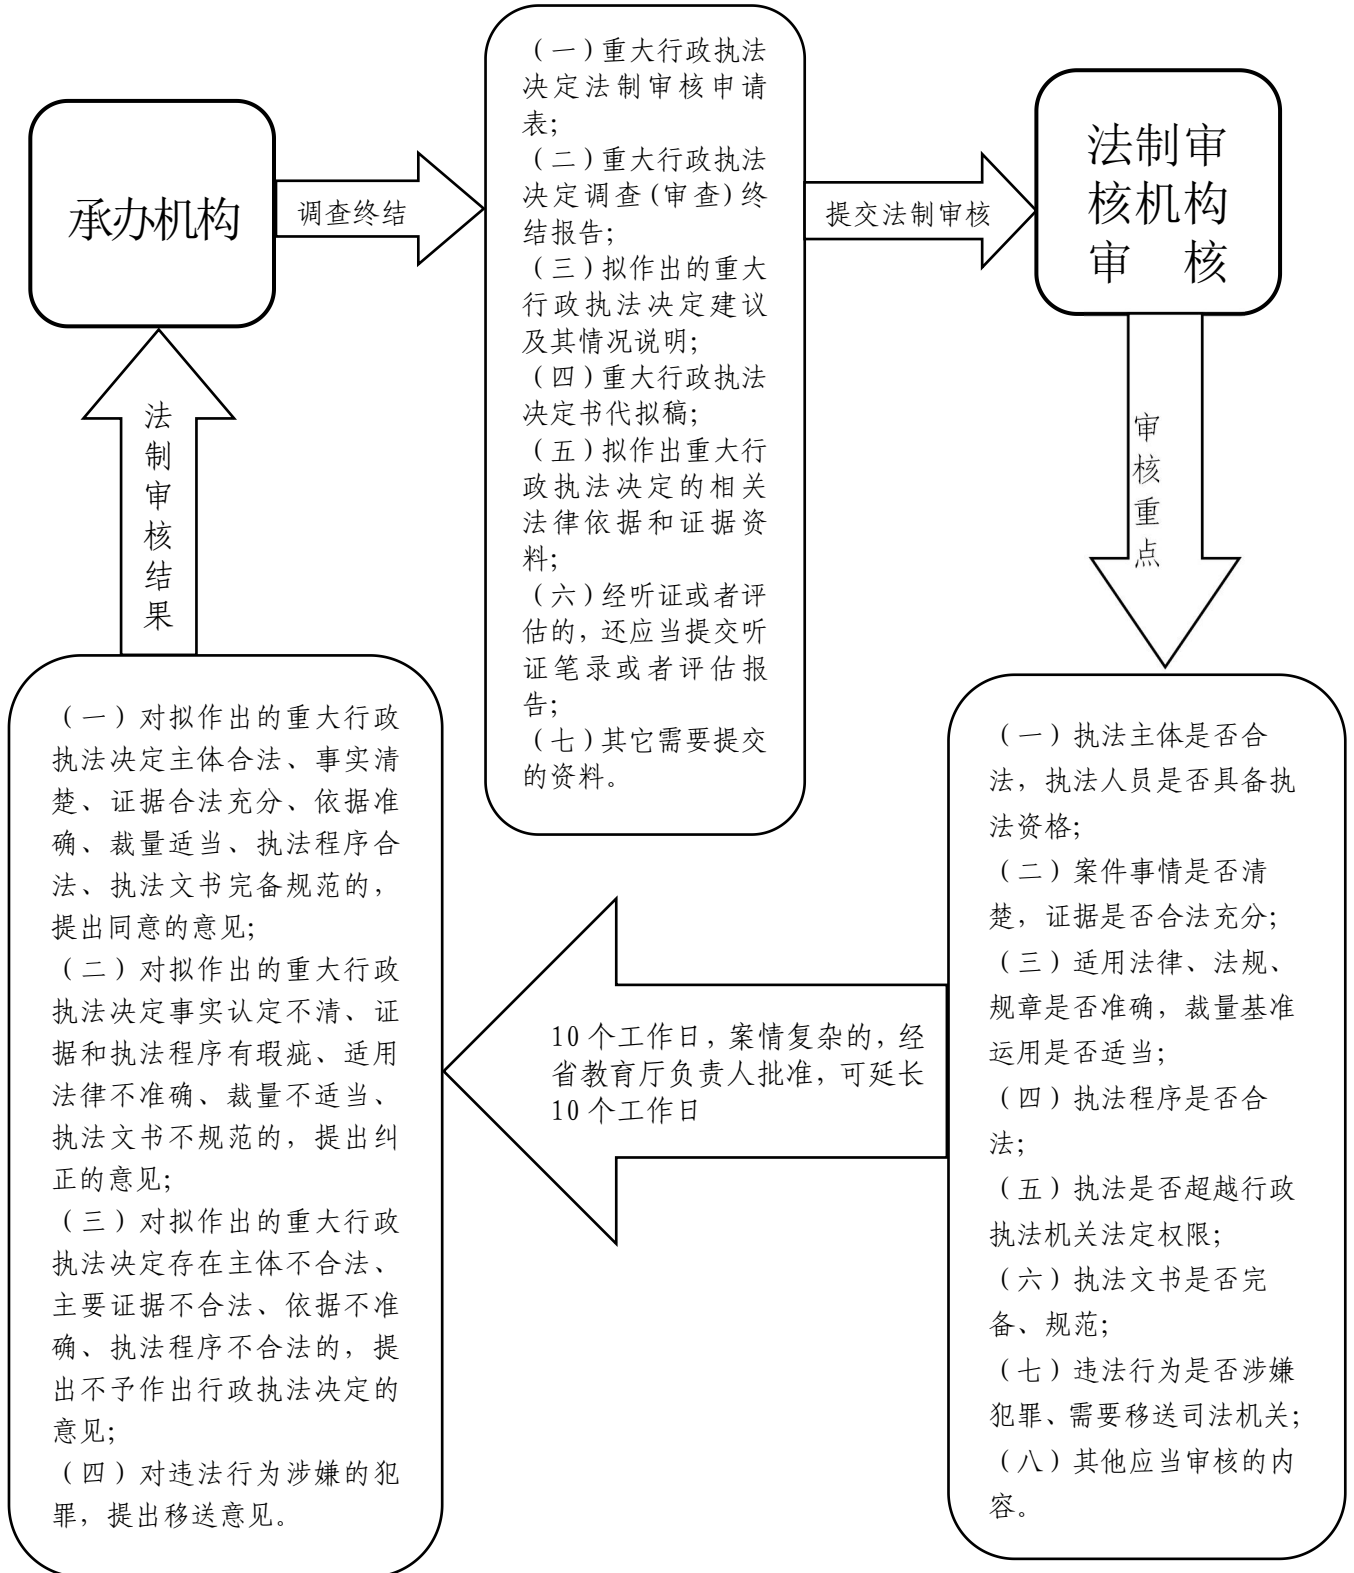 承办机构
调查终结
（一）重大行政执法
决定法制审核申请
表；
（二）重大行政执法
决定调查(审查)终
结报告；
（三）拟作出的重大
行政执法决定建议
及其情况说明；
（四）重大行政执法
决定书代拟稿；
（五）拟作出重大行
政执法决定的相关
法律依据和证据资
料；
（六）经听证或者评
估的，还应当提交听
证笔录或者评估报
告；
（七）其它需要提交
的资料。
提交法制审核
法制审
核机构
审　核
审核重点
（一）执法主体是否合
法，执法人员是否具备执
法资格；
（二）案件事情是否清
楚，证据是否合法充分；
（三）适用法律、法规、
规章是否准确，裁量基准
运用是否适当；
（四）执法程序是否合
法；
（五）执法是否超越行政
执法机关法定权限；
（六）执法文书是否完
备、规范；
（七）违法行为是否涉嫌
犯罪、需要移送司法机关；
（八）其他应当审核的内
容。
10 个工作日，案情复杂的，经
省教育厅负责人批准，可延长
10 个工作日
（一）对拟作出的重大行政
执法决定主体合法、事实清
楚、证据合法充分、依据准
确、裁量适当、执法程序合
法、执法文书完备规范的，
提出同意的意见；
（二）对拟作出的重大行政
执法决定事实认定不清、证
据和执法程序有瑕疵、适用
法律不准确、裁量不适当、
执法文书不规范的，提出纠
正的意见；
（三）对拟作出的重大行政
执法决定存在主体不合法、
主要证据不合法、依据不准
确、执法程序不合法的，提
出不予作出行政执法决定的
意见；
（四）对违法行为涉嫌的犯
罪，提出移送意见。
法制审核结果